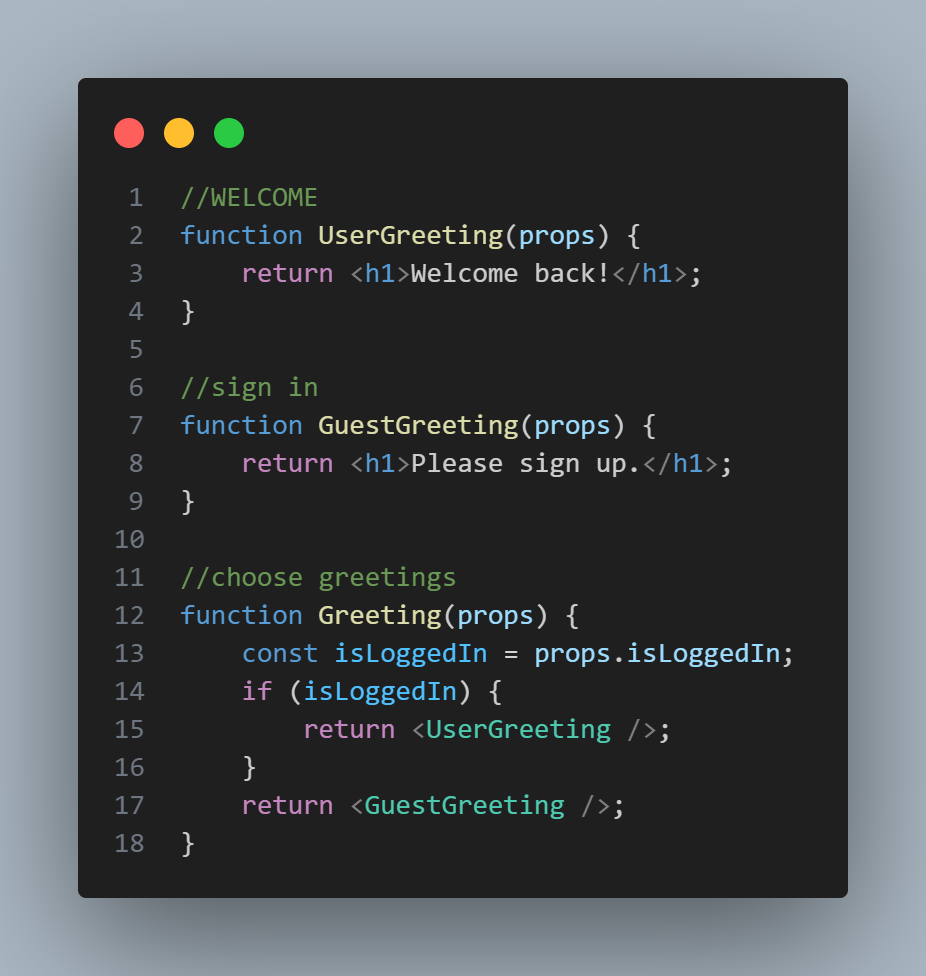 1 //WELCOME
2 function UserGreeting(props) {
3     return <h1>Welcome back!</h1>;
4 }
5
6 //sign in
7 function GuestGreeting(props) {
8     return <h1>Please sign up.</h1>;
9 }
10
11 //choose greetings
12 function Greeting(props) {
13     const isLoggedIn = props.isLoggedIn;
14     if (isLoggedIn) {
15         return <UserGreeting />;
16     }
17     return <GuestGreeting />;
18 }